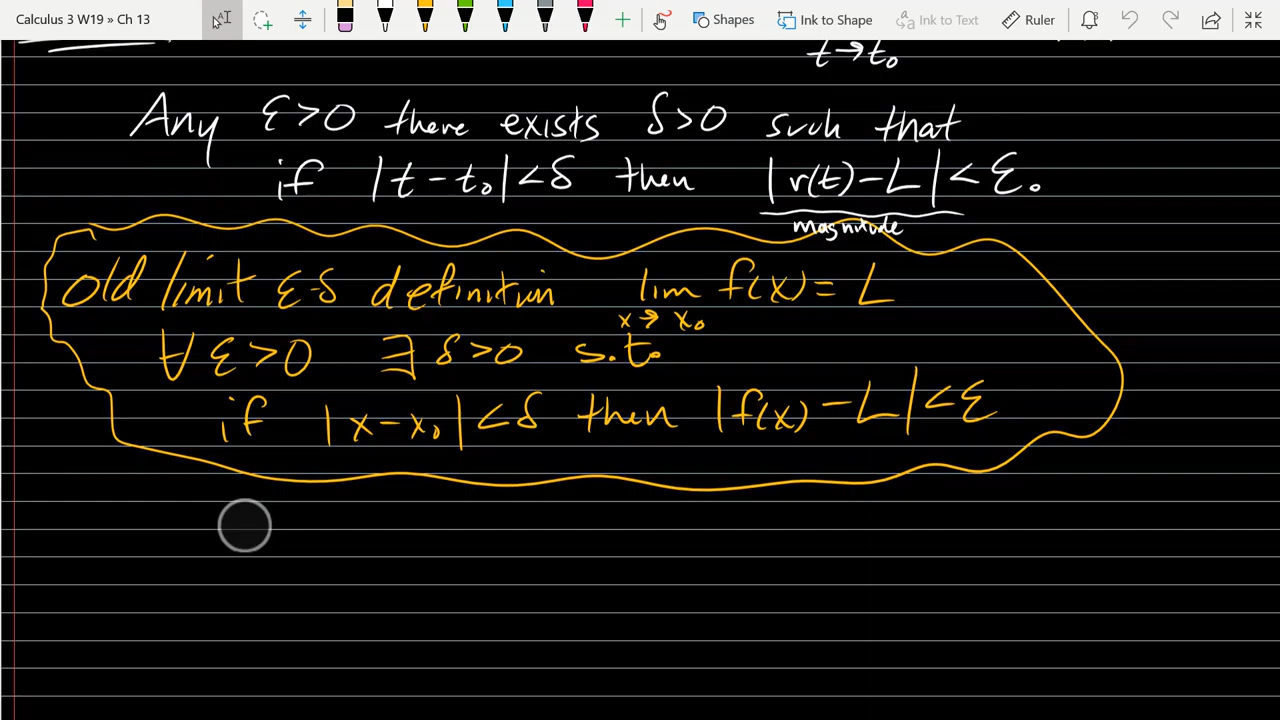 Calculus 3 W19 » Ch 13
Shapes
Ink to Shape
Ink to Text
Ruler
t→t₀
Any ε>0 there exists δ>0 such that
if |t-t₀|<δ then |r(t)-L|<ε.
magnitude
Old limit ε-δ definition lim f(x)=L
x→x₀
∀ ε>0 ∃ δ>0 s.t.
if |x-x₀|<δ then |f(x)-L|<ε